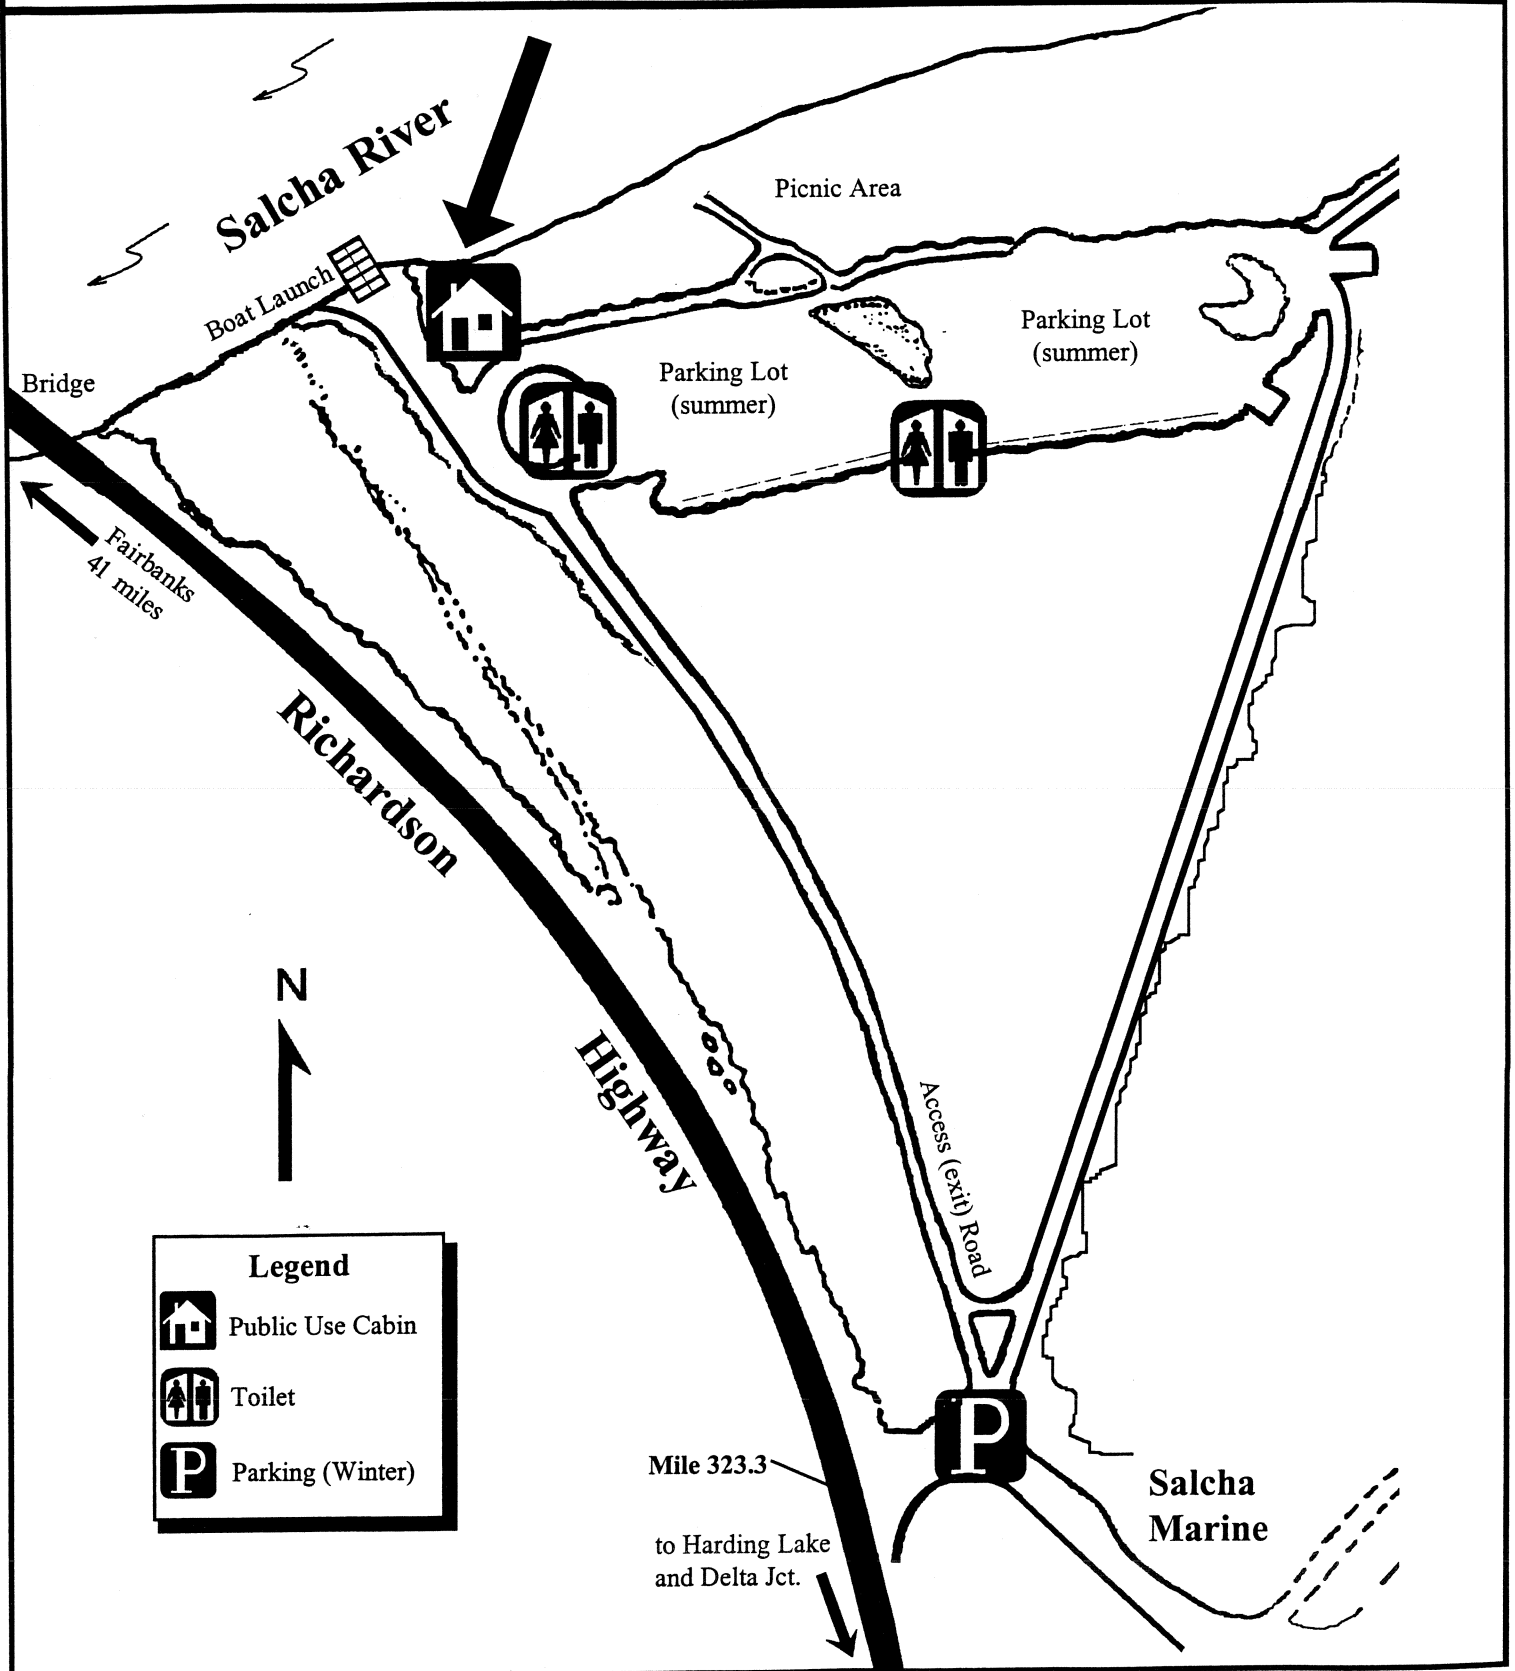 Salcha River
Picnic Area
Boat Launch
Parking Lot
(summer)
Parking Lot
(summer)
Bridge
Fairbanks
41 miles
Richardson
Highway
N
Access (exit) Road
Legend
Public Use Cabin
Toilet
P
Parking (Winter)
P
Mile 323.3
Salcha
Marine
to Harding Lake
and Delta Jct.